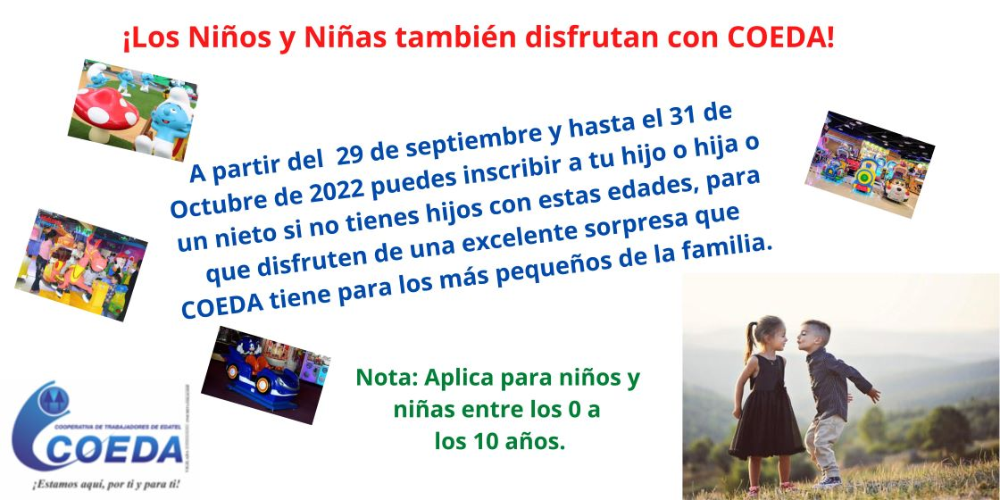 ¡Los Niños y Niñas también disfrutan con COEDA!
A partir del 29 de septiembre y hasta el 31 de
Octubre de 2022 puedes inscribir a tu hijo o hija o
un nieto si no tienes hijos con estas edades, para
que disfruten de una excelente sorpresa que
COEDA tiene para los más pequeños de la familia.
Nota: Aplica para niños y
niñas entre los 0 a
los 10 años.
COOPERATIVA DE TRABAJADORES DE EDATEL
COEDA
¡Estamos aquí, por ti y para ti!